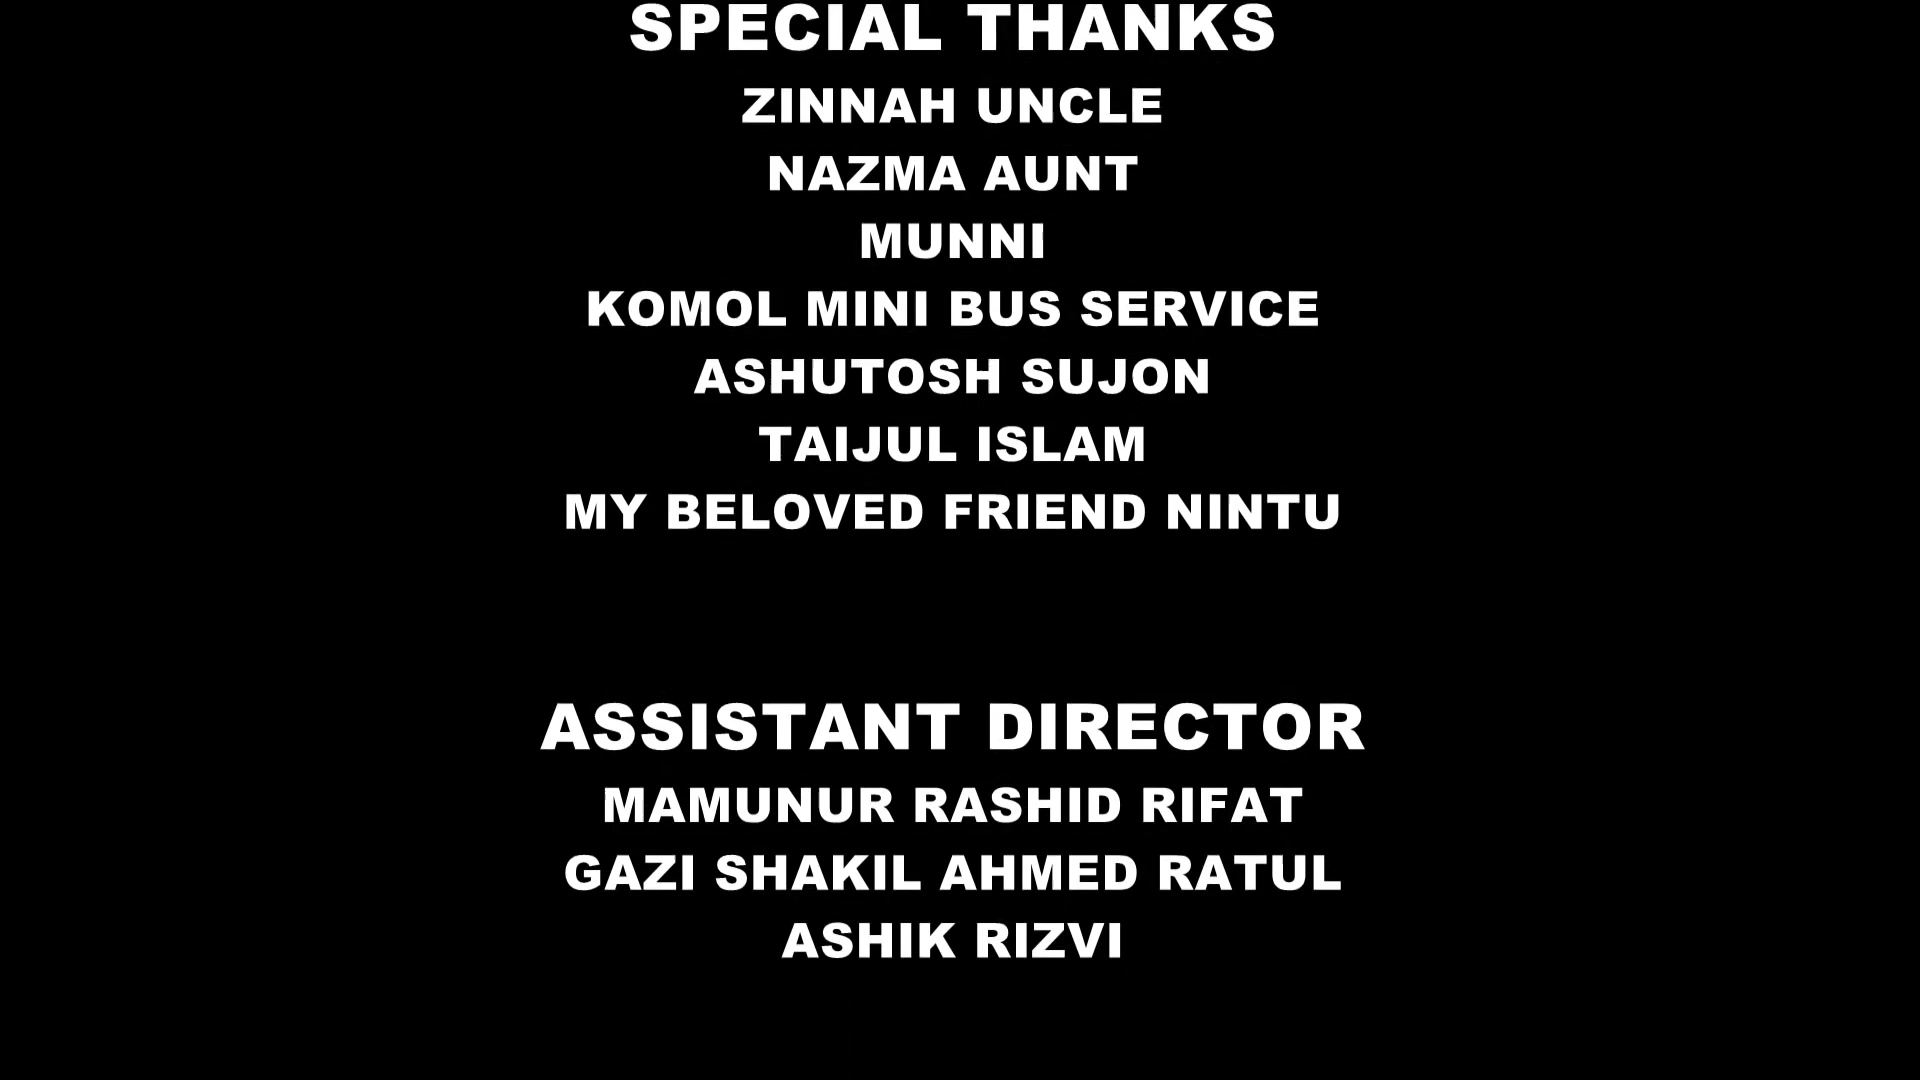 SPECIAL THANKS
ZINNAH UNCLE
NAZMA AUNT
MUNNI
KOMOL MINI BUS SERVICE
ASHUTOSH SUJON
TAIJUL ISLAM
MY BELOVED FRIEND NINTU
ASSISTANT DIRECTOR
MAMUNUR RASHID RIFAT
GAZI SHAKIL AHMED RATUL
ASHIK RIZVI